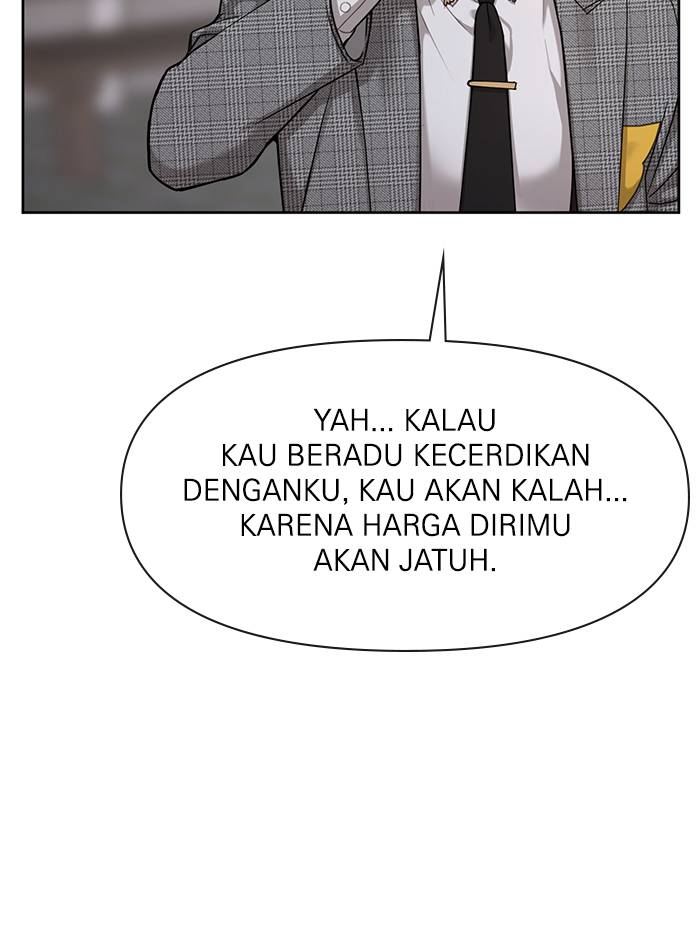 YAH... KALAU
KAU BERADU KECERDIKAN
DENGANKU, KAU AKAN KALAH...
KARENA HARGA DIRIMU
AKAN JATUH.